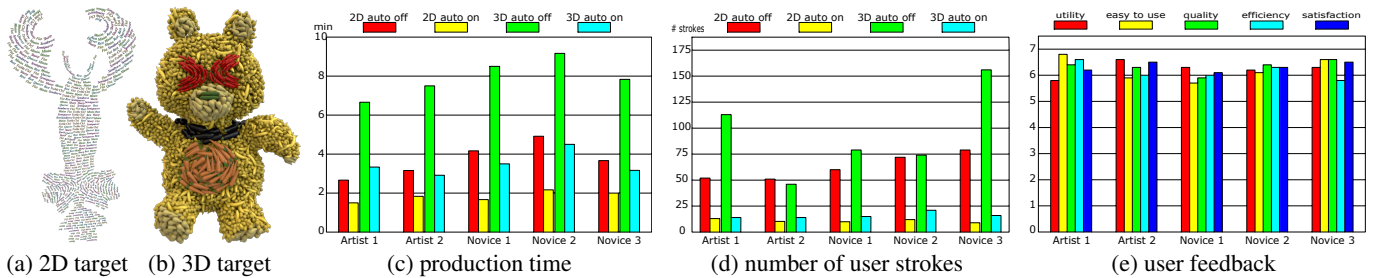 2D auto off 2D auto on 3D auto off 3D auto on
min
10
8
6
4
2
0
Artist 1 Artist 2 Novice 1 Novice 2 Novice 3
2D auto off 2D auto on 3D auto off 3D auto on
# strokes
175
150
125
100
75
50
25
0
Artist 1 Artist 2 Novice 1 Novice 2 Novice 3
utility easy to use quality efficiency satisfaction
7
6
5
4
3
2
1
0
Artist 1 Artist 2 Novice 1 Novice 2 Novice 3
(a) 2D target (b) 3D target (c) production time (d) number of user strokes (e) user feedback